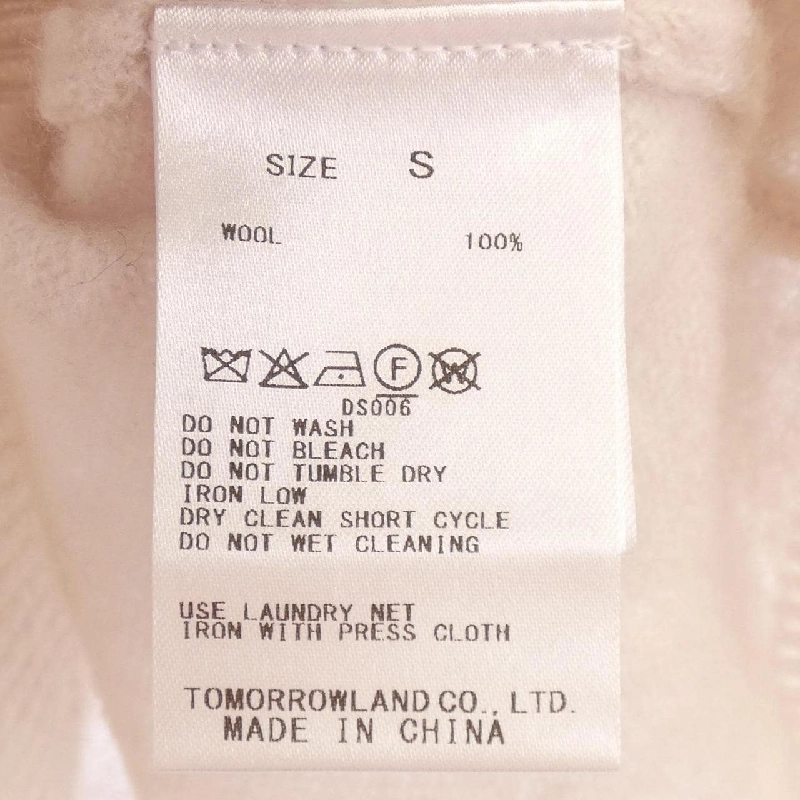 SIZE S
WOOL 100%
F W
DS006
DO NOT WASH
DO NOT BLEACH
DO NOT TUMBLE DRY
IRON LOW
DRY CLEAN SHORT CYCLE
DO NOT WET CLEANING
USE LAUNDRY NET
IRON WITH PRESS CLOTH
TOMORROWLAND CO., LTD.
MADE IN CHINA